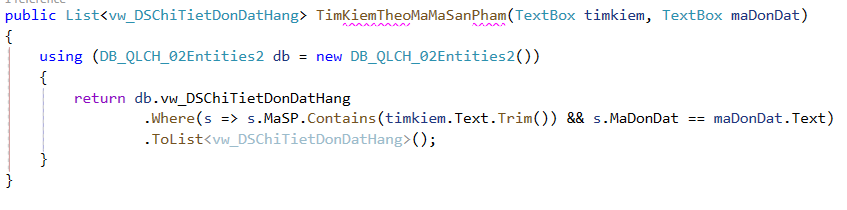 public List<vw_DSChiTietDonDatHang> TimKiemTheoMaMaSanPham(TextBox timkiem, TextBox maDonDat)
{
using (DB_QLCH_02Entities2 db = new DB_QLCH_02Entities2())
{
return db.vw_DSChiTietDonDatHang
.Where(s => s.MaSP.Contains(timkiem.Text.Trim()) && s.MaDonDat == maDonDat.Text)
.ToList<vw_DSChiTietDonDatHang>();
}
}